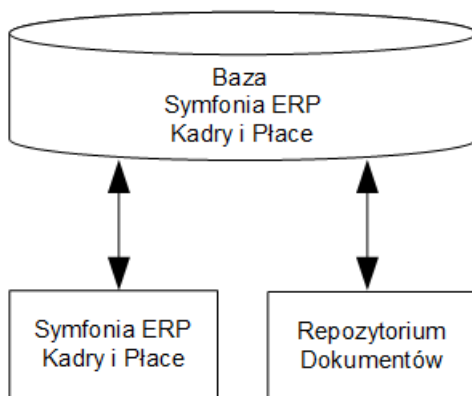 Baza
Symfonia ERP
Kadry i Płace
Symfonia ERP
Kadry i Płace
Repozytorium
Dokumentów